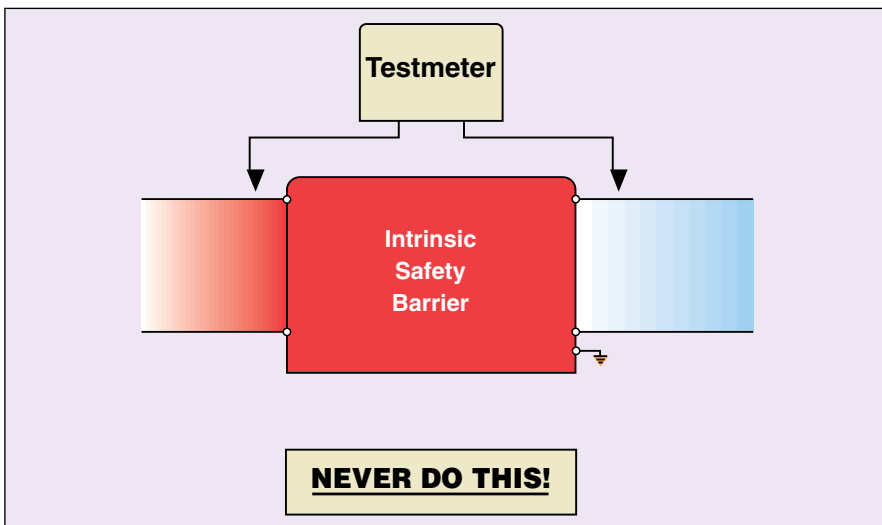 Testmeter
Intrinsic
Safety
Barrier
NEVER DO THIS!